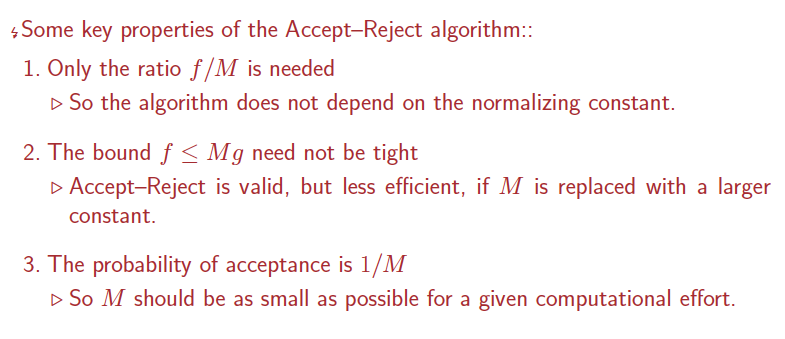 Some key properties of the Accept–Reject algorithm::
1. Only the ratio f/M is needed
▷ So the algorithm does not depend on the normalizing constant.
2. The bound f ≤ Mg need not be tight
▷ Accept–Reject is valid, but less efficient, if M is replaced with a larger
constant.
3. The probability of acceptance is 1/M
▷ So M should be as small as possible for a given computational effort.